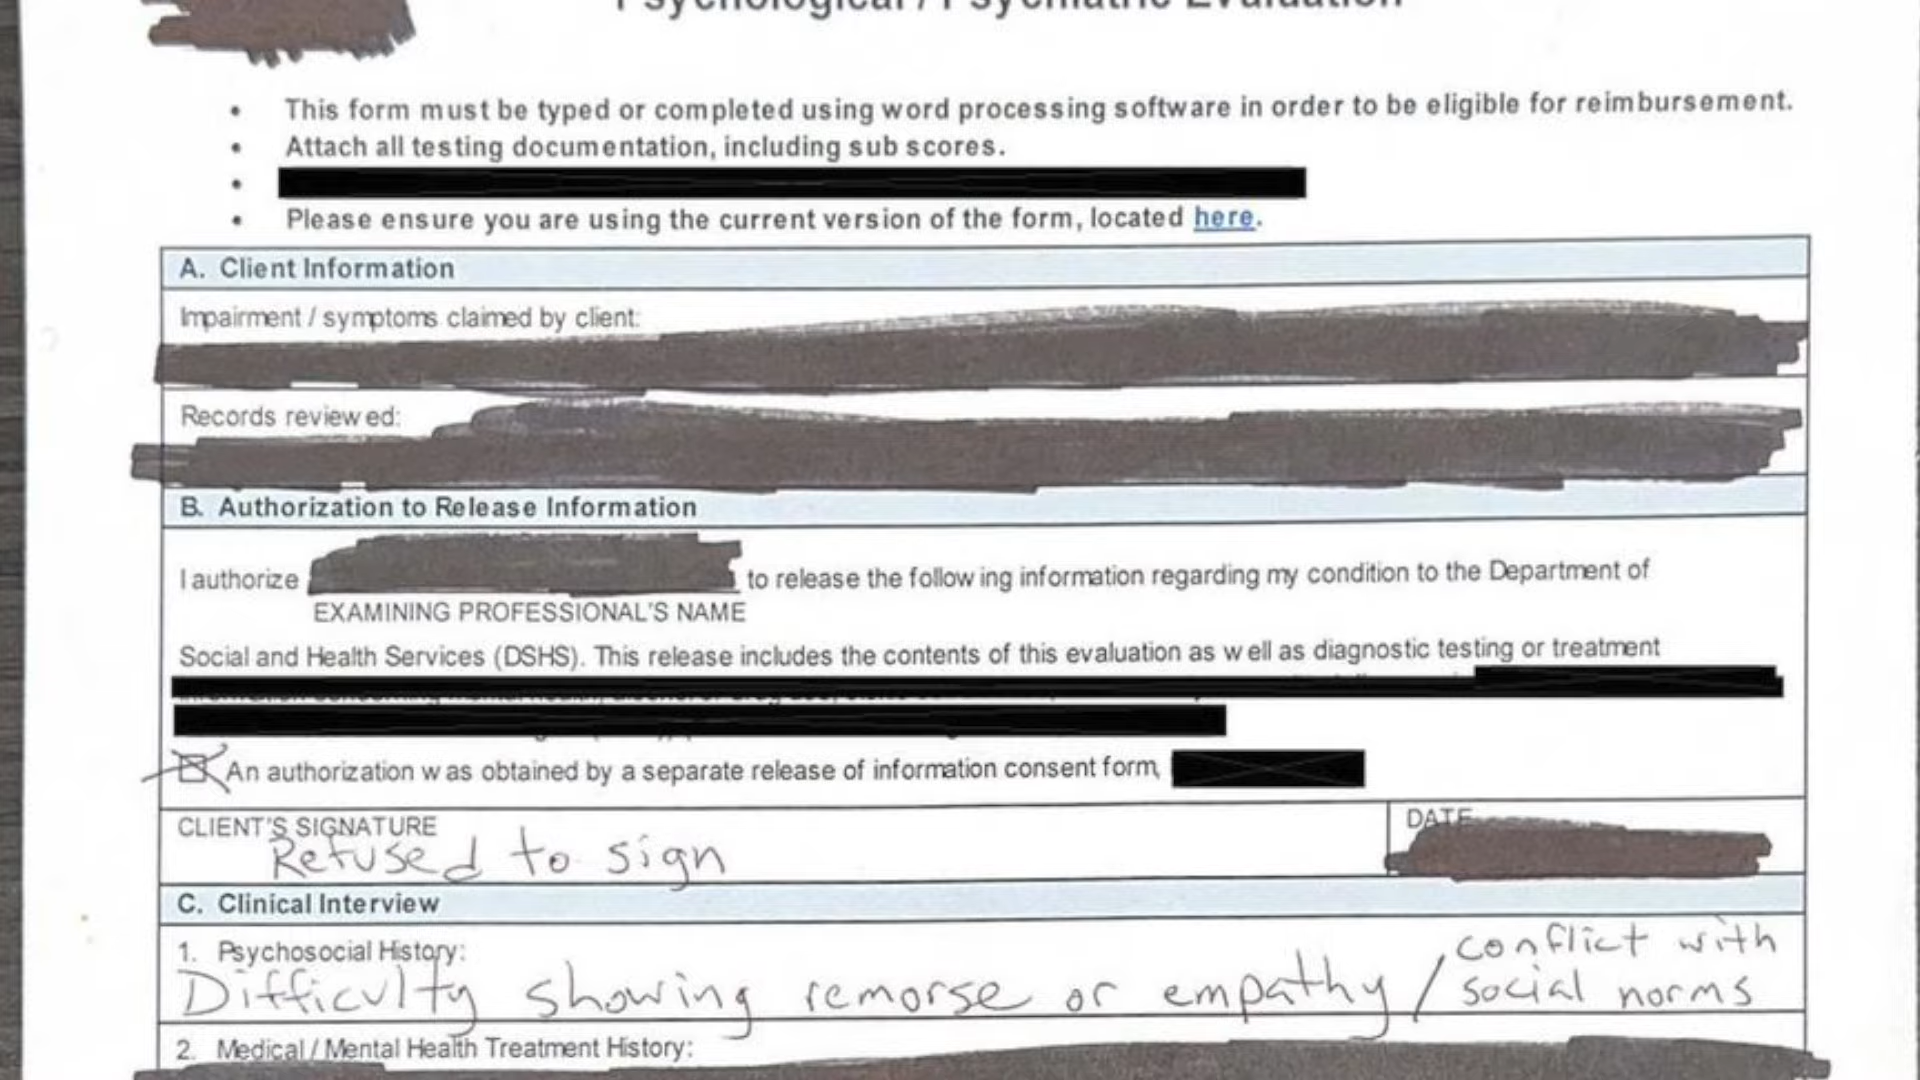 Psychological / Psychiatric Evaluation
• This form must be typed or completed using word processing software in order to be eligible for reimbursement.
• Attach all testing documentation, including sub scores.
•
• Please ensure you are using the current version of the form, located here.
A. Client Information
Impairment / symptoms claimed by client:
Records reviewed:
B. Authorization to Release Information
I authorize to release the following information regarding my condition to the Department of
EXAMINING PROFESSIONAL'S NAME
Social and Health Services (DSHS). This release includes the contents of this evaluation as well as diagnostic testing or treatment
An authorization was obtained by a separate release of information consent form,
CLIENT'S SIGNATURE DATE
Refused to sign
C. Clinical Interview
1. Psychosocial History:
Difficulty showing remorse or empathy / conflict with
social norms
2. Medical / Mental Health Treatment History: